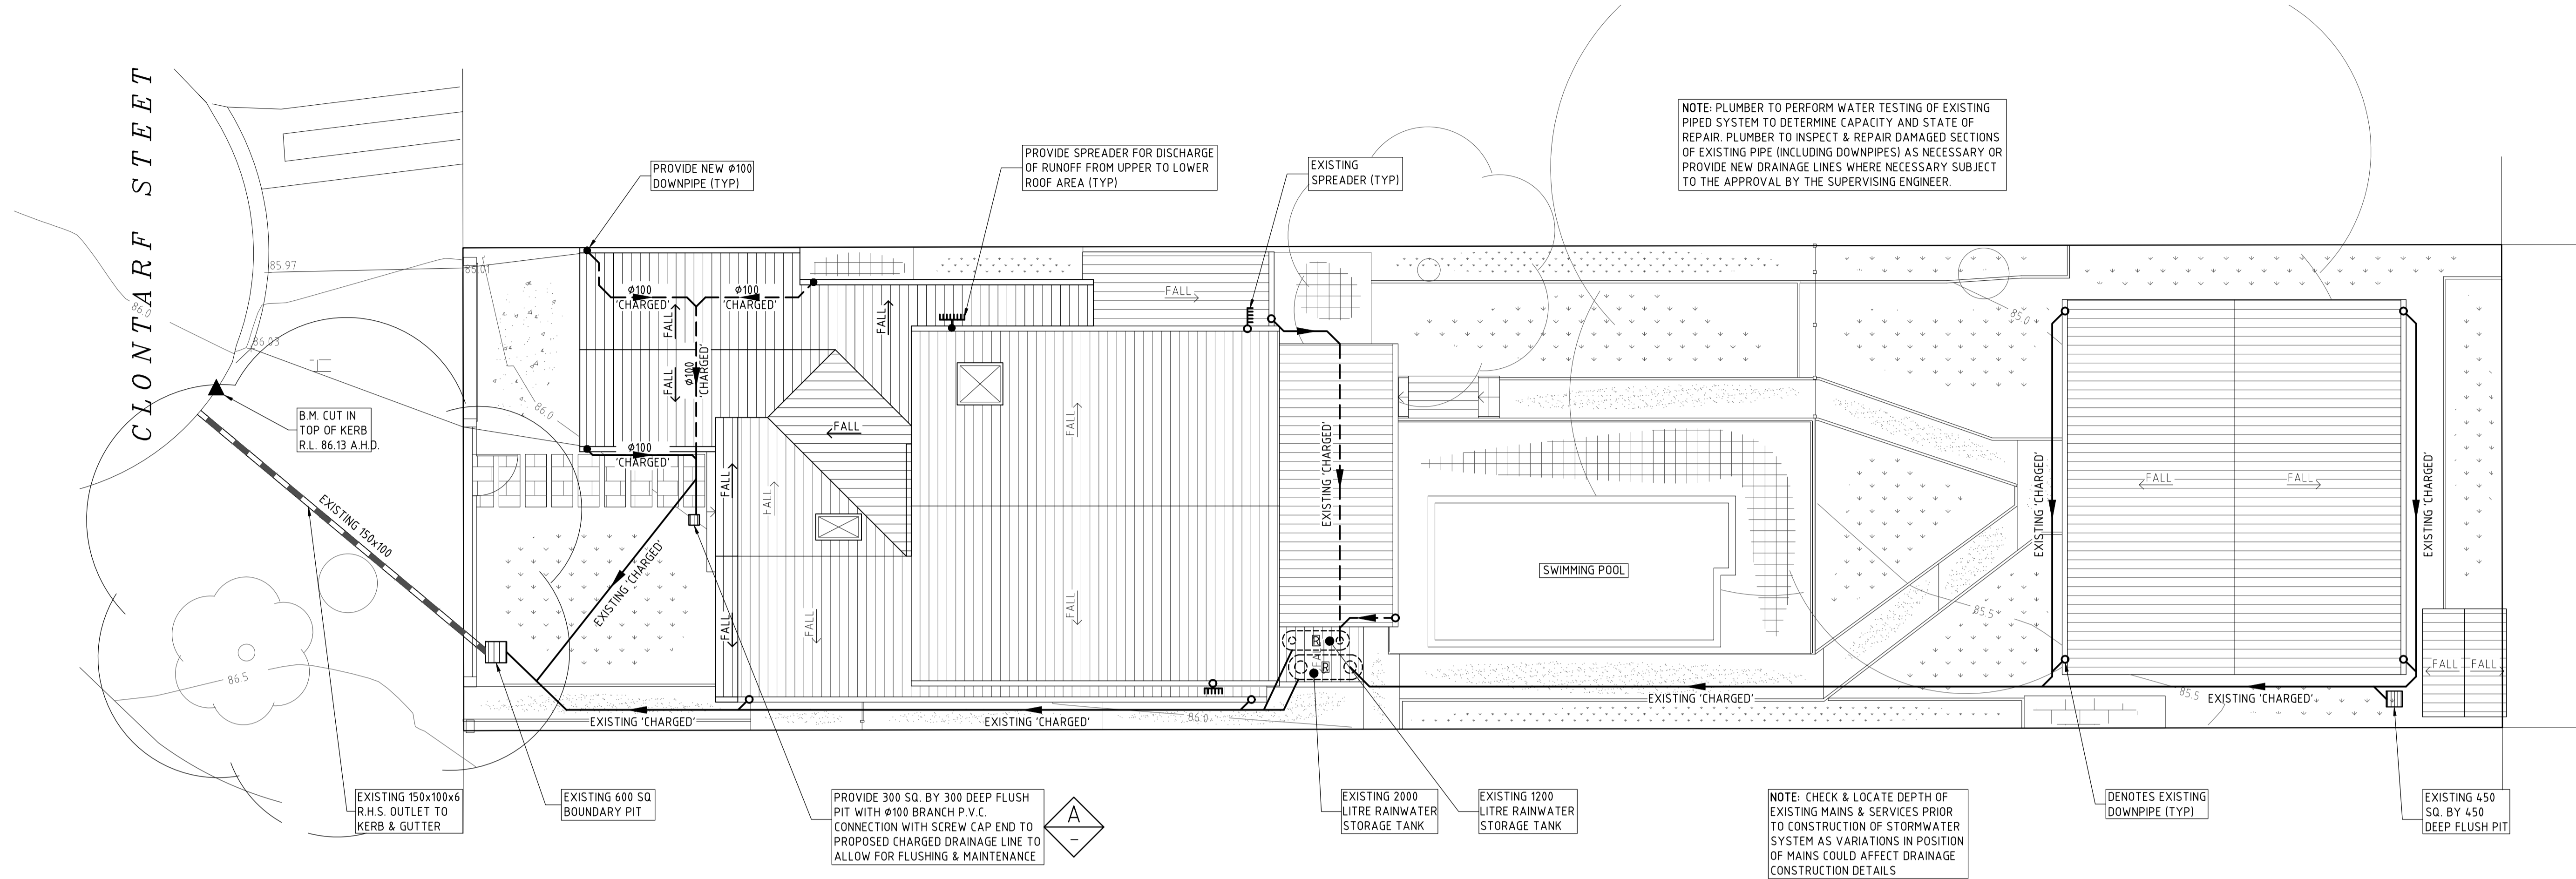 CLONTARF STEET
NOTE: PLUMBER TO PERFORM WATER TESTING OF EXISTING
PIPED SYSTEM TO DETERMINE CAPACITY AND STATE OF
REPAIR. PLUMBER TO INSPECT & REPAIR DAMAGED SECTIONS
OF EXISTING PIPE (INCLUDING DOWNPIPES) AS NECESSARY OR
PROVIDE NEW DRAINAGE LINES WHERE NECESSARY SUBJECT
TO THE APPROVAL BY THE SUPERVISING ENGINEER.
PROVIDE NEW Ø100
DOWNPIPE (TYP)
PROVIDE SPREADER FOR DISCHARGE
OF RUNOFF FROM UPPER TO LOWER
ROOF AREA (TYP)
EXISTING
SPREADER (TYP)
85.97
86.01
86.0
86.03
86.0
Ø100
'CHARGED'
Ø100
'CHARGED'
FALL
FALL
FALL
Ø100
'CHARGED'
FALL
FALL
FALL
FALL
85.0
B.M. CUT IN
TOP OF KERB
R.L. 86.13 A.H.D.
Ø100
'CHARGED'
FALL
FALL
EXISTING 'CHARGED'
EXISTING 'CHARGED'
FALL
FALL
EXISTING 'CHARGED'
EXISTING 150x100
EXISTING 'CHARGED'
SWIMMING POOL
FALL
FALL
FALL
85.5
R
FALL
R
FALL
FALL
86.5
EXISTING 'CHARGED'
EXISTING 'CHARGED'
86.0
EXISTING 'CHARGED'
85.5
EXISTING 'CHARGED'
EXISTING 150x100x6
R.H.S. OUTLET TO
KERB & GUTTER
EXISTING 600 SQ
BOUNDARY PIT
PROVIDE 300 SQ. BY 300 DEEP FLUSH
PIT WITH Ø100 BRANCH P.V.C.
CONNECTION WITH SCREW CAP END TO
PROPOSED CHARGED DRAINAGE LINE TO
ALLOW FOR FLUSHING & MAINTENANCE
A
–
EXISTING 2000
LITRE RAINWATER
STORAGE TANK
EXISTING 1200
LITRE RAINWATER
STORAGE TANK
NOTE: CHECK & LOCATE DEPTH OF
EXISTING MAINS & SERVICES PRIOR
TO CONSTRUCTION OF STORMWATER
SYSTEM AS VARIATIONS IN POSITION
OF MAINS COULD AFFECT DRAINAGE
CONSTRUCTION DETAILS
DENOTES EXISTING
DOWNPIPE (TYP)
EXISTING 450
SQ. BY 450
DEEP FLUSH PIT